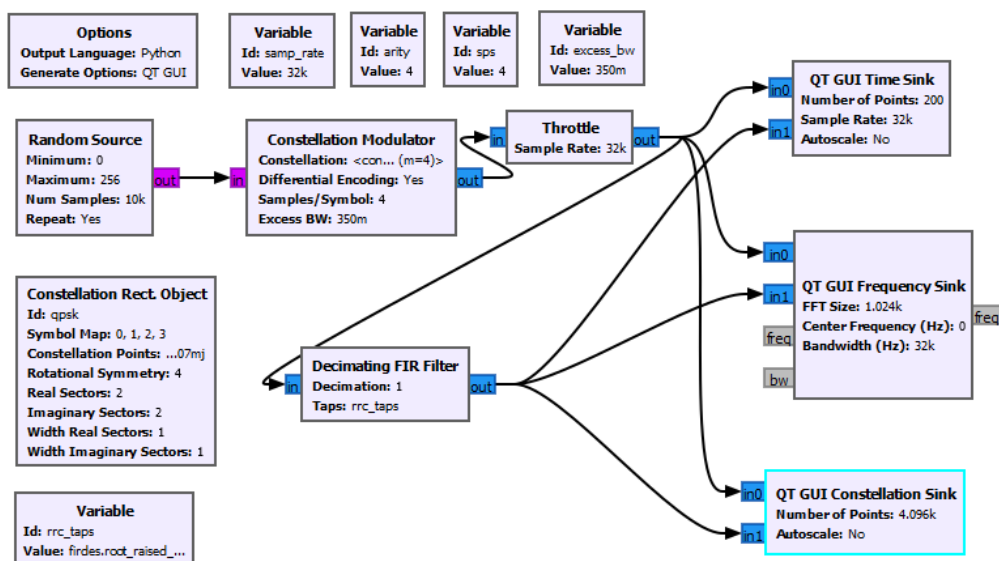 Options
Output Language: Python
Generate Options: QT GUI
Variable
Id: samp_rate
Value: 32k
Variable
Id: arity
Value: 4
Variable
Id: sps
Value: 4
Variable
Id: excess_bw
Value: 350m
Random Source
Minimum: 0
Maximum: 256
Num Samples: 10k
Repeat: Yes
out
in
Constellation Modulator
Constellation: <con... (m=4)>
Differential Encoding: Yes
Samples/Symbol: 4
Excess BW: 350m
out
in
Throttle
Sample Rate: 32k
out
in0
in1
QT GUI Time Sink
Number of Points: 200
Sample Rate: 32k
Autoscale: No
in0
in1
freq
bw
QT GUI Frequency Sink
FFT Size: 1.024k
Center Frequency (Hz): 0
Bandwidth (Hz): 32k
freq
Constellation Rect. Object
Id: qpsk
Symbol Map: 0, 1, 2, 3
Constellation Points: ...07mj
Rotational Symmetry: 4
Real Sectors: 2
Imaginary Sectors: 2
Width Real Sectors: 1
Width Imaginary Sectors: 1
in
Decimating FIR Filter
Decimation: 1
Taps: rrc_taps
out
in0
in1
QT GUI Constellation Sink
Number of Points: 4.096k
Autoscale: No
Variable
Id: rrc_taps
Value: firdes.root_raised_...